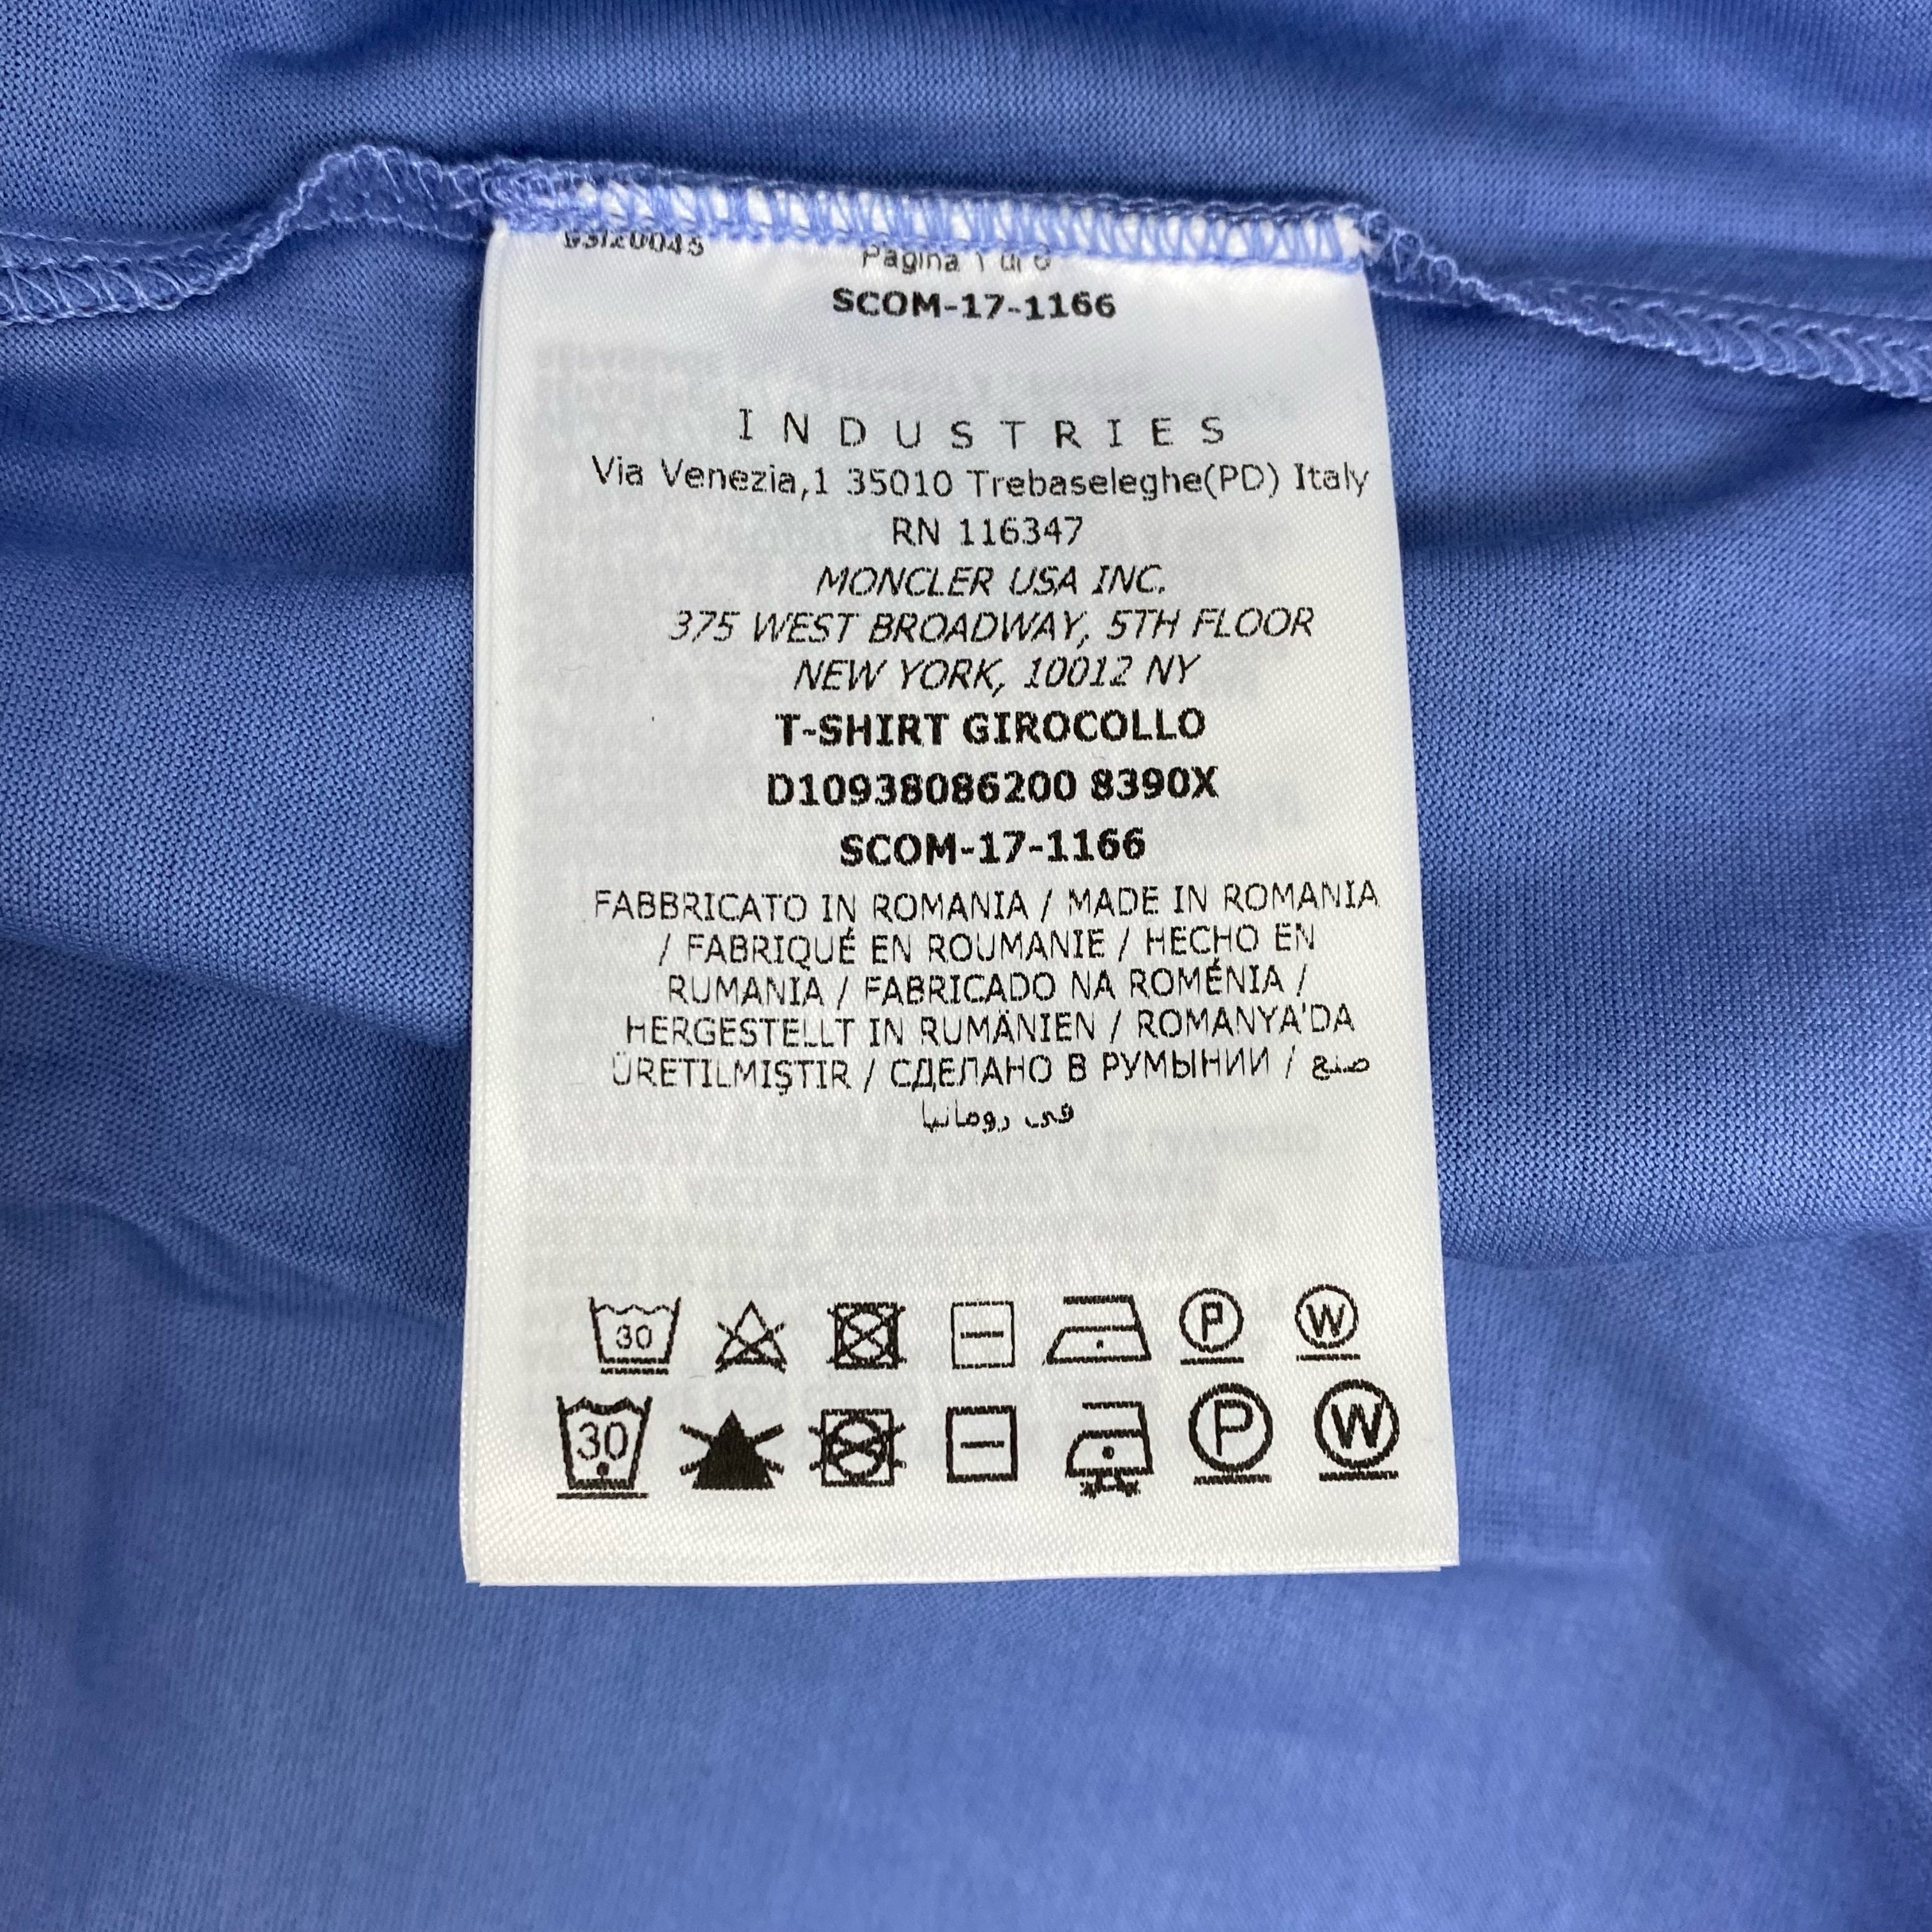 Pagina 1 di
SCOM-17-1166
INDUSTRIES
Via Venezia,1 35010 Trebaseleghe(PD) Italy
RN 116347
MONCLER USA INC.
375 WEST BROADWAY, 5TH FLOOR
NEW YORK, 10012 NY
T-SHIRT GIROCOLLO
D10938086200 8390X
SCOM-17-1166
FABBRICATO IN ROMANIA / MADE IN ROMANIA
/ FABRIQUÉ EN ROUMANIE / HECHO EN
RUMANIA / FABRICADO NA ROMÉNIA /
HERGESTELLT IN RUMÄNIEN / ROMANYA'DA
ÜRETILMIŞTIR / СДЕЛАНО В РУМЫНИИ / صنع
في رومانيا
30 P W
30 P W